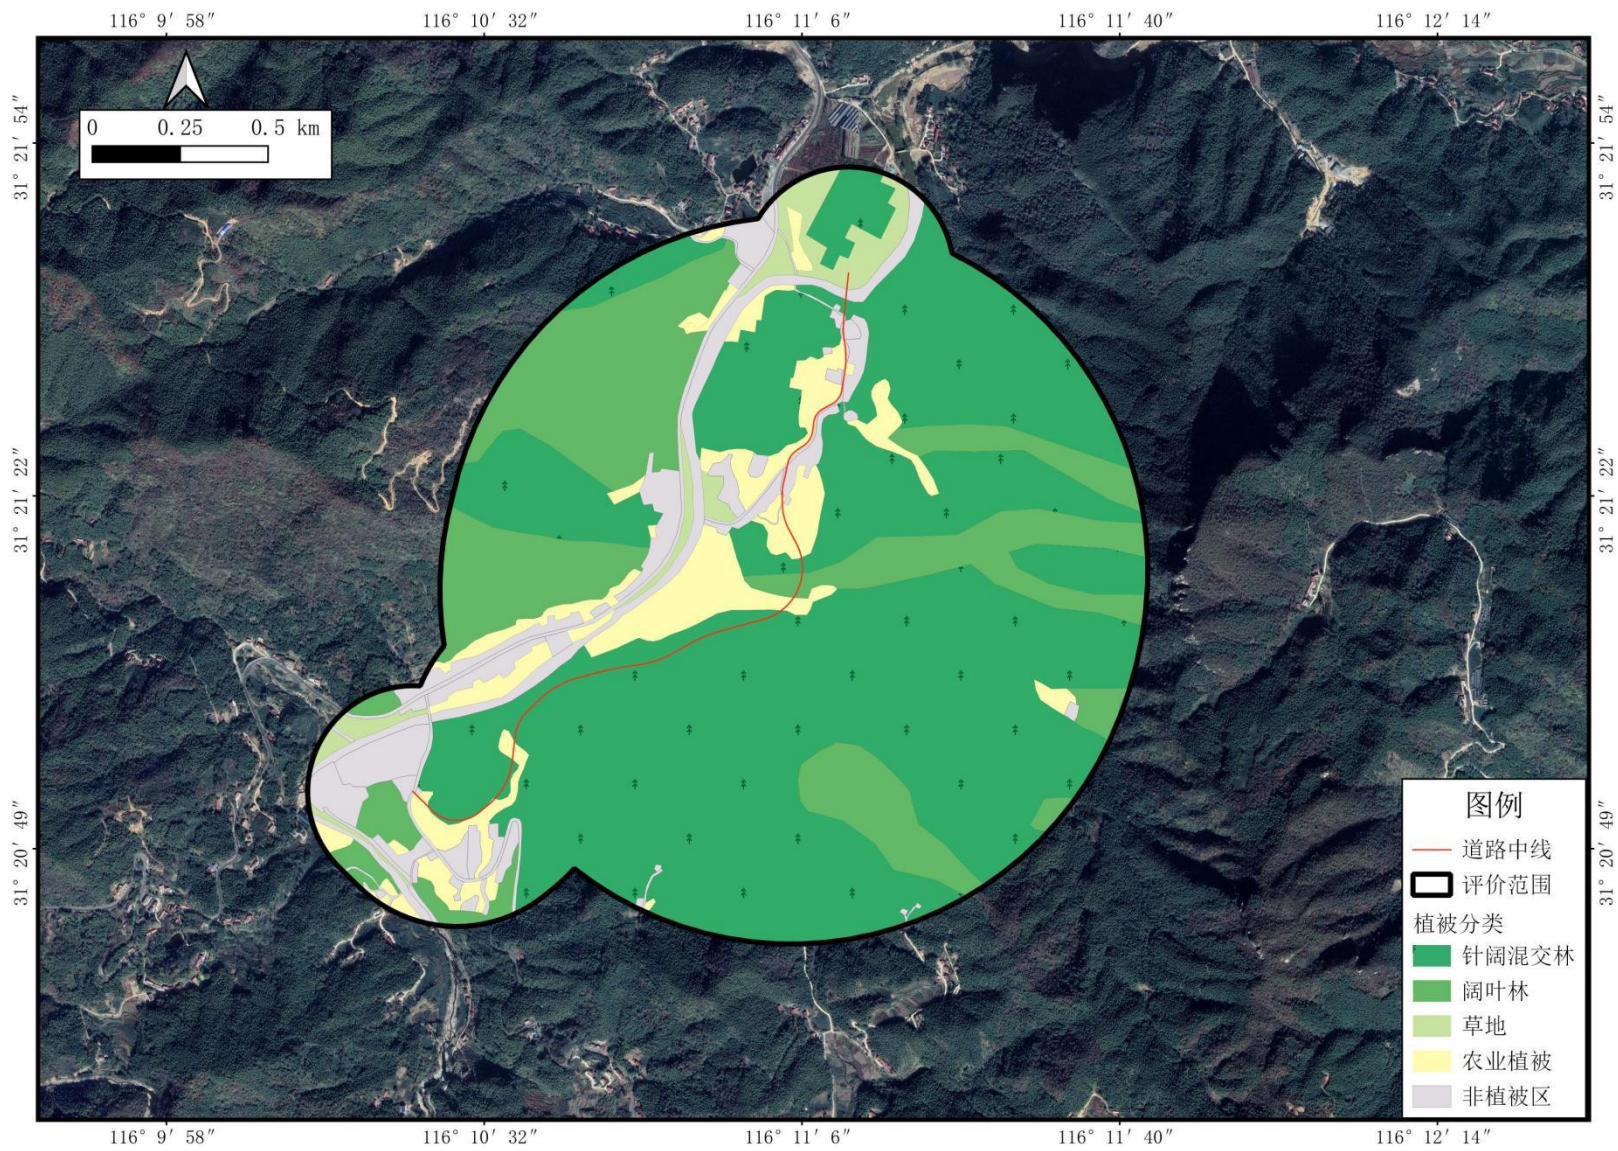 116° 9′ 58″
116° 10′ 32″
116° 11′ 6″
116° 11′ 40″
116° 12′ 14″
31° 21′ 54″
31° 21′ 54″
0 0.25 0.5 km
31° 21′ 22″
31° 21′ 22″
31° 20′ 49″
31° 20′ 49″
图例
道路中线
评价范围
植被分类
针阔混交林
阔叶林
草地
农业植被
非植被区
116° 9′ 58″
116° 10′ 32″
116° 11′ 6″
116° 11′ 40″
116° 12′ 14″